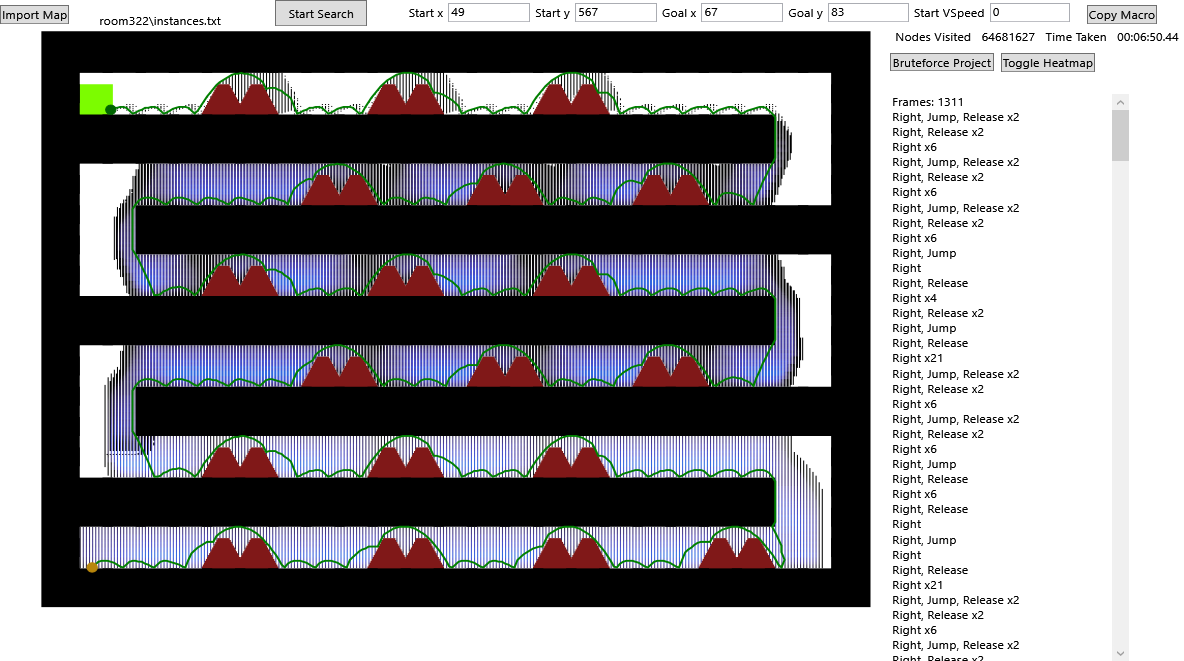 Import Map room322\instances.txt Start Search Start x 49 Start y 567 Goal x 67 Goal y 83 Start VSpeed 0 Copy Macro
Nodes Visited 64681627 Time Taken 00:06:50.44
Bruteforce Project Toggle Heatmap
Frames: 1311
Right, Jump, Release x2
Right, Release x2
Right x6
Right, Jump, Release x2
Right, Release x2
Right x6
Right, Jump, Release x2
Right, Release x2
Right x6
Right, Jump
Right
Right, Release
Right x4
Right, Release x2
Right, Jump
Right, Release
Right x21
Right, Jump, Release x2
Right, Release x2
Right x6
Right, Jump, Release x2
Right, Release x2
Right x6
Right, Jump
Right, Release
Right x6
Right, Release
Right
Right, Jump
Right
Right, Release
Right x21
Right, Jump, Release x2
Right, Release x2
Right x6
Right, Jump, Release x2
Right, Release x2